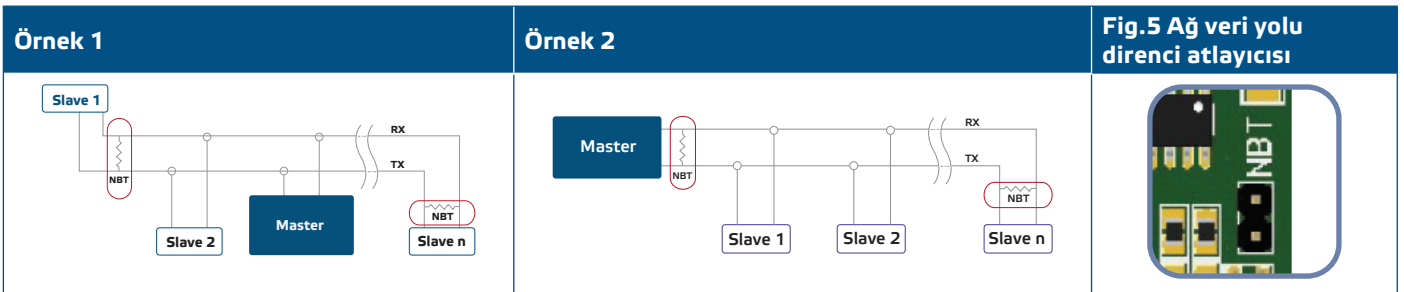 Örnek 1
Slave 1
RX
TX
NBT
NBT
Slave 2
Master
Slave n
Örnek 2
Master
RX
TX
NBT
NBT
Slave 1
Slave 2
Slave n
Fig.5 Ağ veri yolu
direnci atlayıcısı
NBT